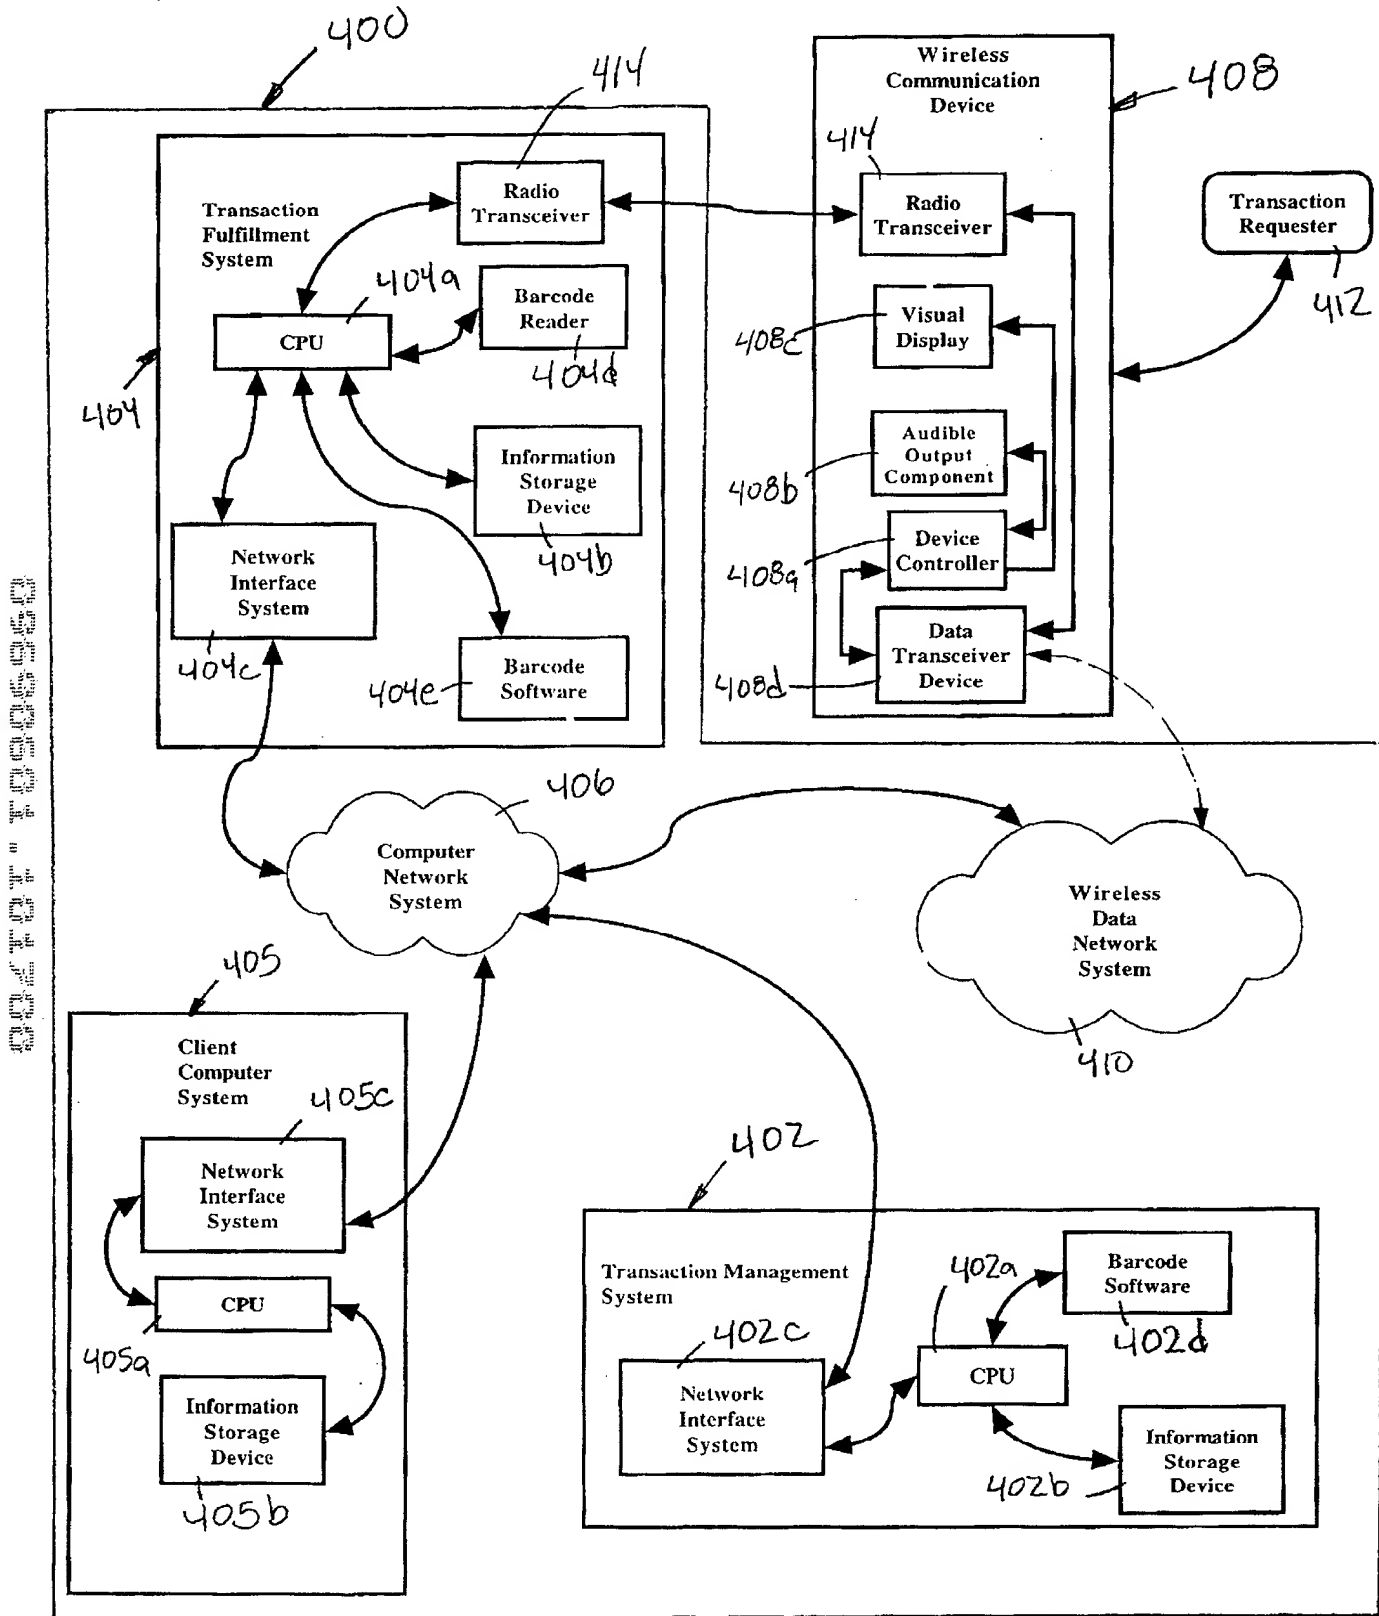 400
414
Wireless
Communication
Device
408
Transaction
Fulfillment
System
Radio
Transceiver
414
Radio
Transceiver
Transaction
Requester
412
404a
CPU
Barcode
Reader
404d
404
408c
Visual
Display
Information
Storage
Device
404b
408b
Audible
Output
Component
Network
Interface
System
404c
408a
Device
Controller
404e
Barcode
Software
408d
Data
Transceiver
Device
406
Computer
Network
System
Wireless
Data
Network
System
410
405
Client
Computer
System
405c
Network
Interface
System
CPU
405a
Information
Storage
Device
405b
402
Transaction Management
System
402c
Network
Interface
System
402a
CPU
Barcode
Software
402d
402b
Information
Storage
Device